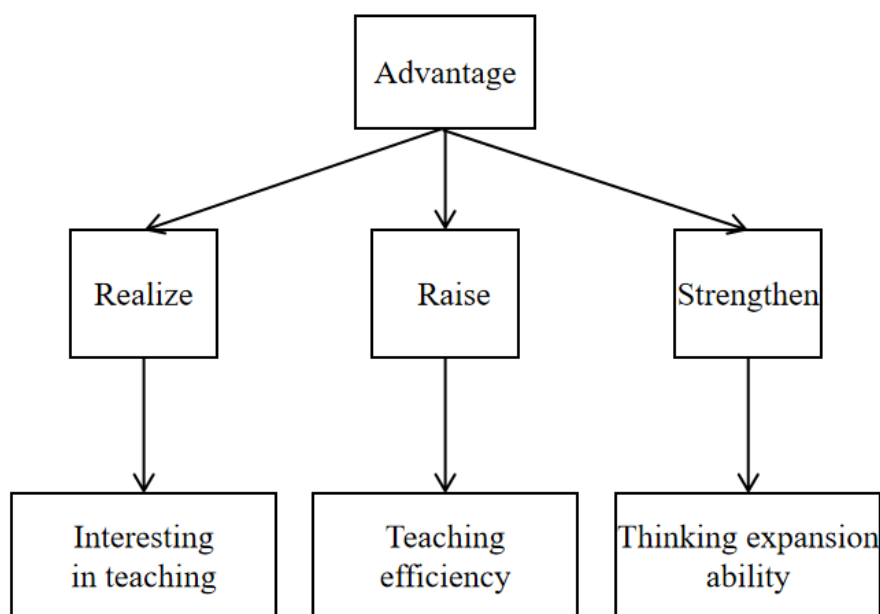 Advantage
Realize
Raise
Strengthen
Interesting
in teaching
Teaching
efficiency
Thinking expansion
ability